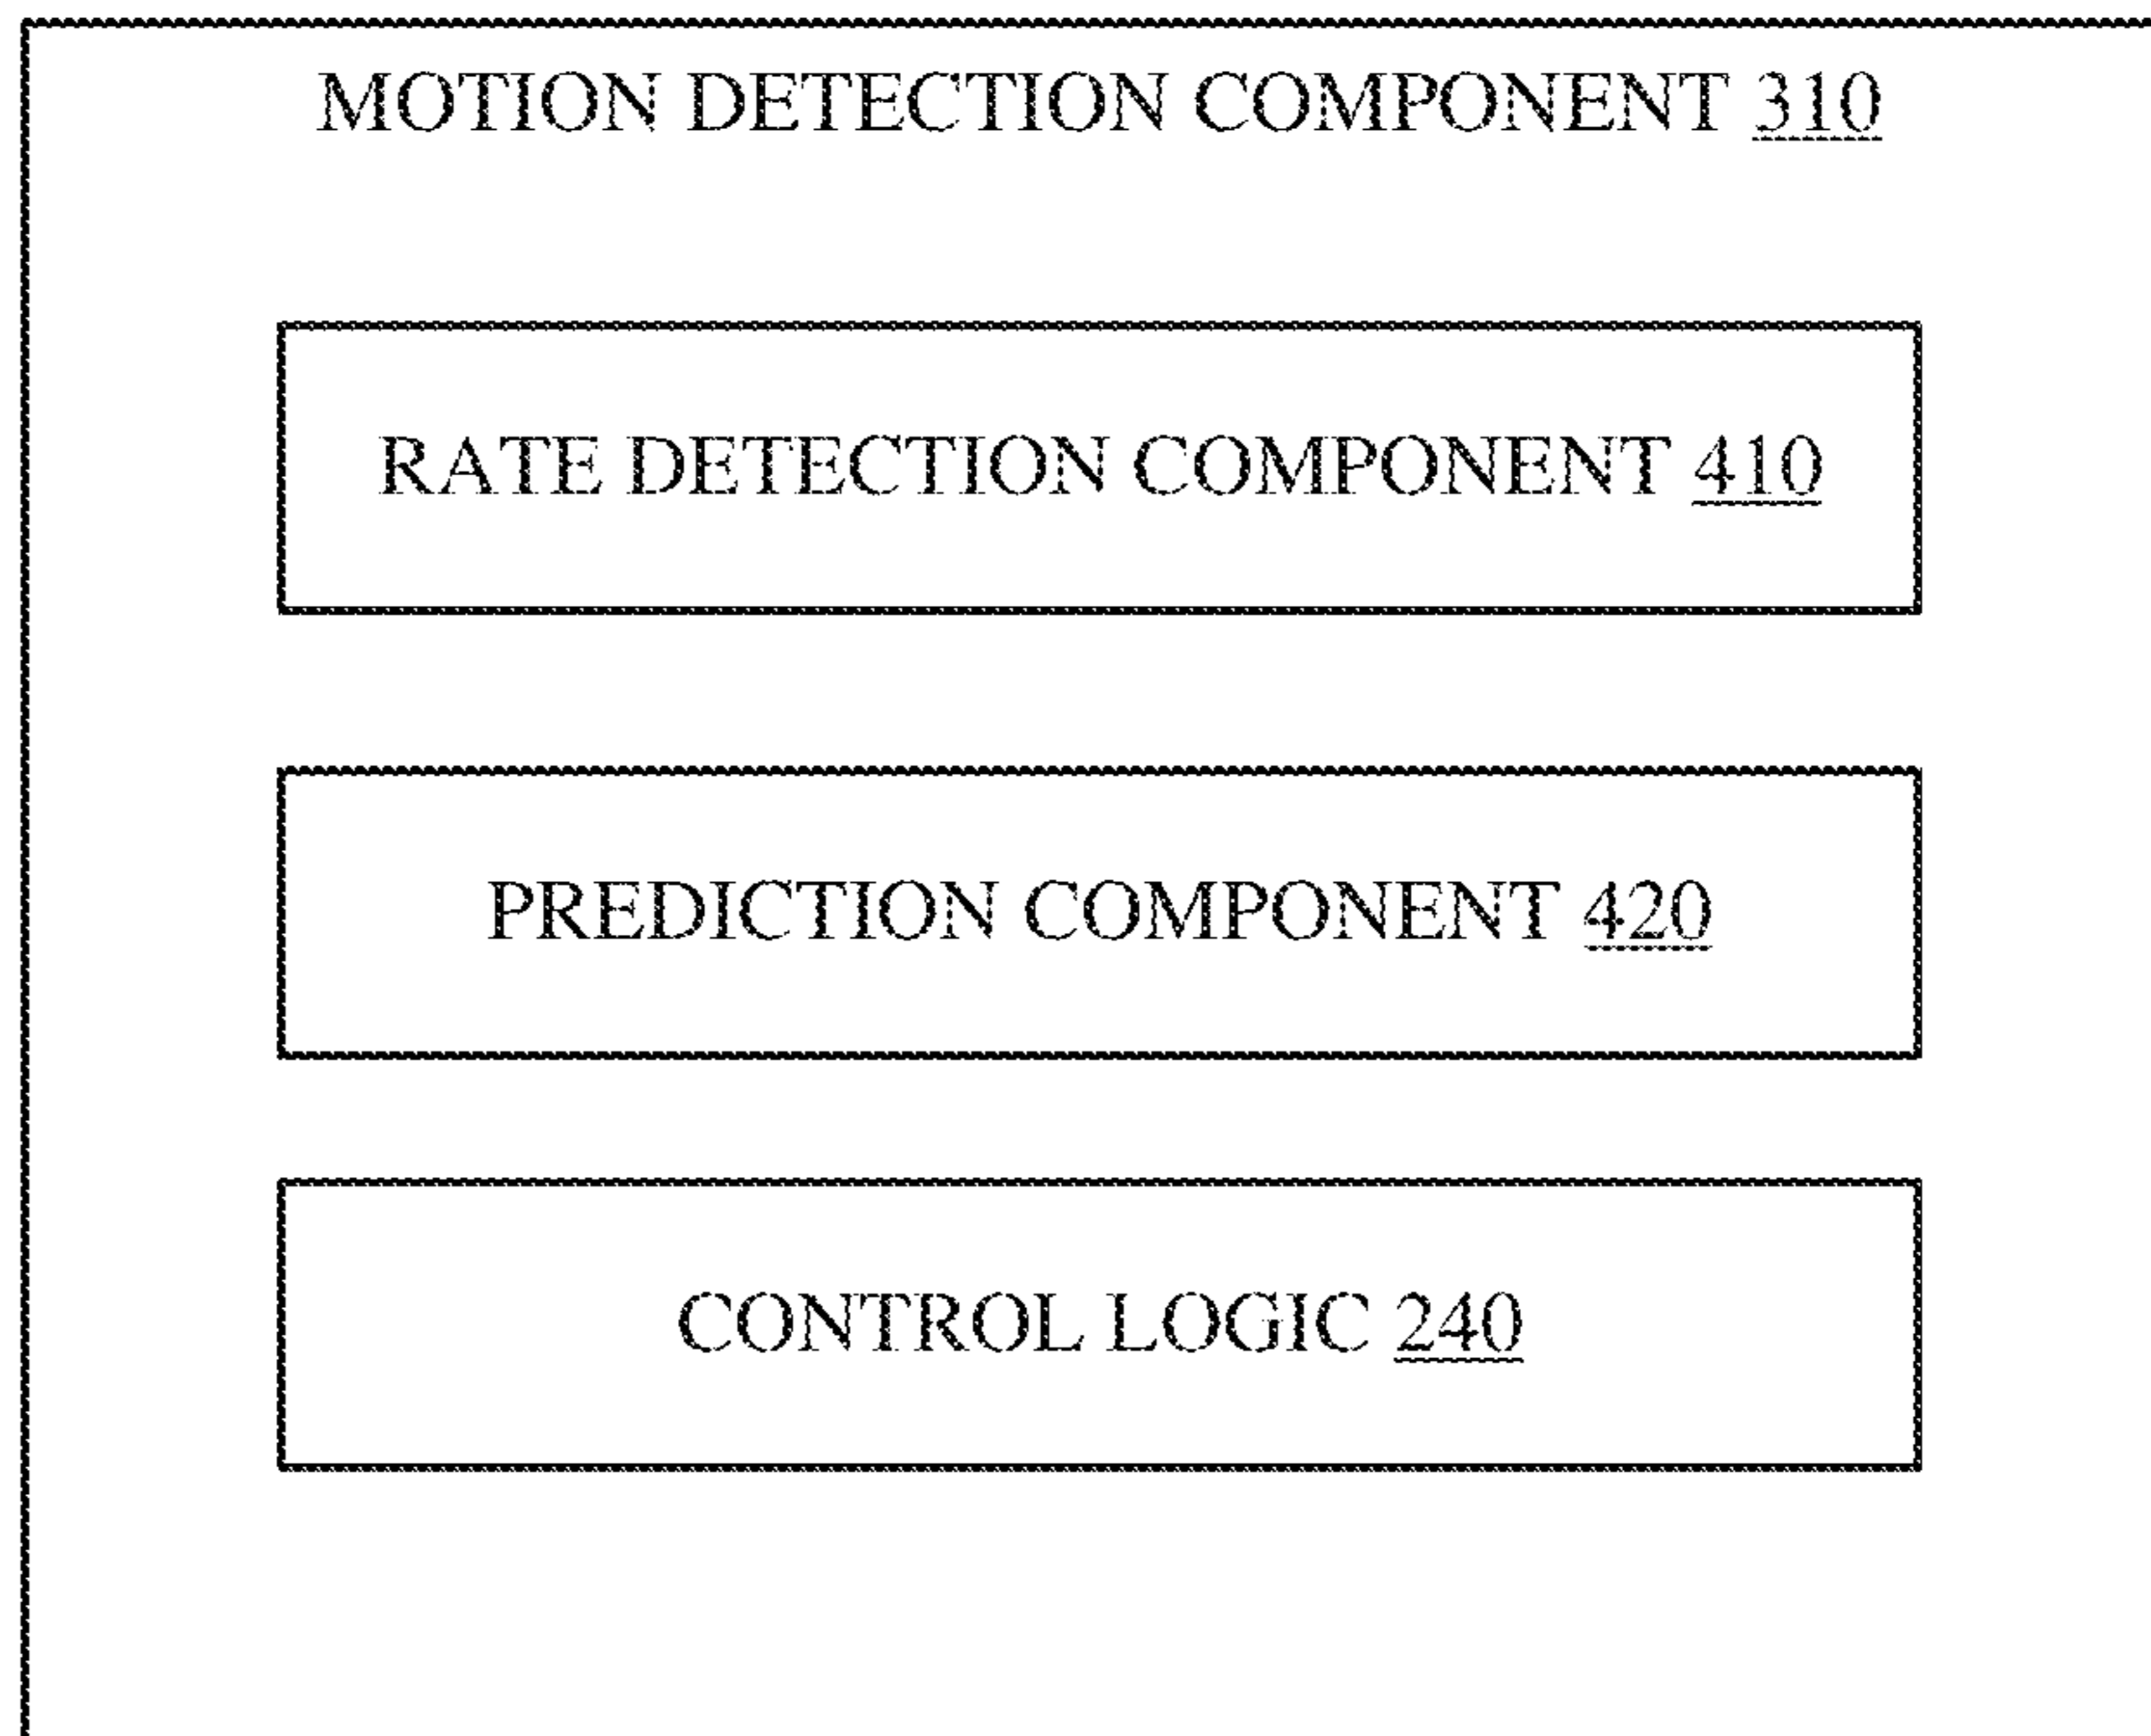 MOTION DETECTION COMPONENT 310
RATE DETECTION COMPONENT 410
PREDICTION COMPONENT 420
CONTROL LOGIC 240